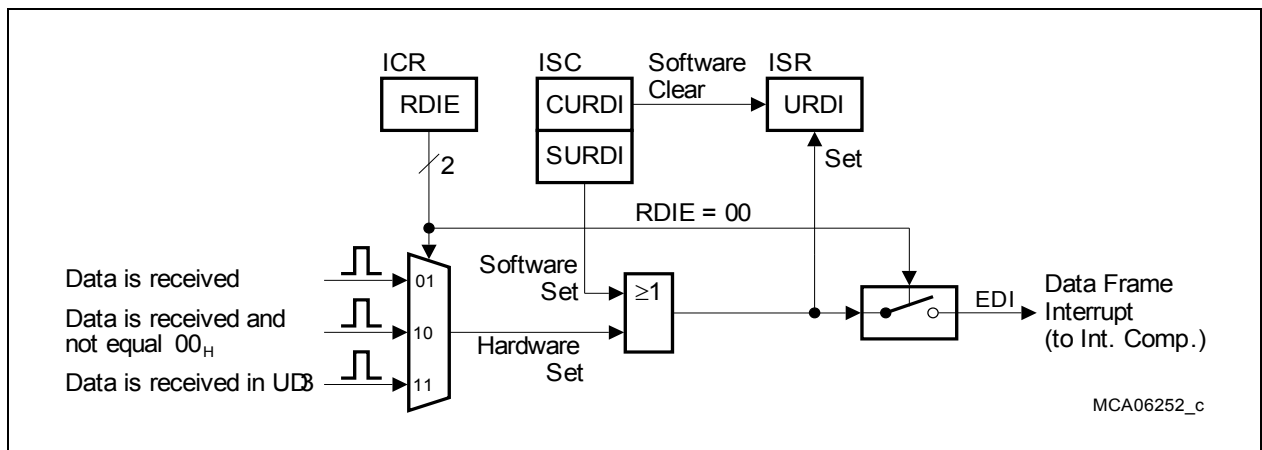 ICR
ISC
Software
Clear
ISR
RDIE
CURDI
SURDI
URDI
Set
2
RDIE = 00
Data is received
01
Software
Set
≥1
Data is received and
not equal 00H
10
Hardware
Set
EDI
Data Frame
Interrupt
(to Int. Comp.)
Data is received in UD3
11
MCA06252_c